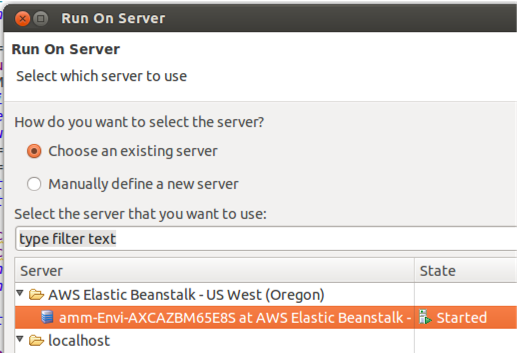 Run On Server
Run On Server
Select which server to use
How do you want to select the server?
Choose an existing server
Manually define a new server
Select the server that you want to use:
type filter text
Server State
AWS Elastic Beanstalk - US West (Oregon)
amm-Envi-AXCAZBM65E8S at AWS Elastic Beanstalk - Started
localhost